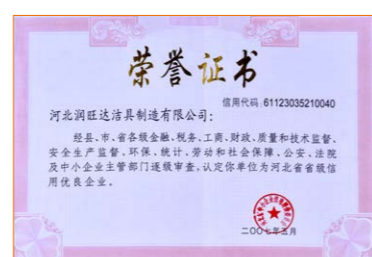 荣誉证书
信用代码:61123035210040
河北润旺达洁具制造有限公司:
经县、市、省各级金融、税务、工商、财政、质量和技术监督、
安全生产监督、环保、统计、劳动和社会保障、公安、法院
及中小企业主管部门逐级审查,认定你单位为河北省省级信
用优良企业。
二〇〇七年五月